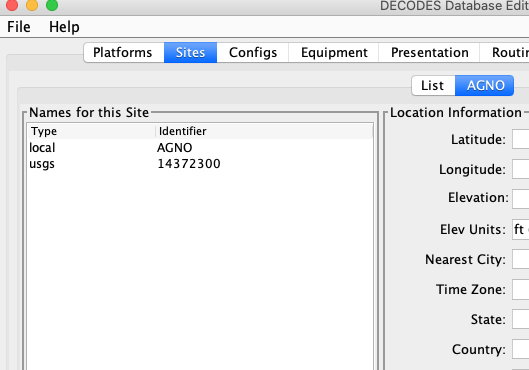 DECODES Database Edit
File Help
Platforms Sites Configs Equipment Presentation Routin
List AGNO
Names for this Site
Type Identifier
local AGNO
usgs 14372300
Location Information
Latitude:
Longitude:
Elevation:
Elev Units: ft
Nearest City:
Time Zone:
State:
Country: